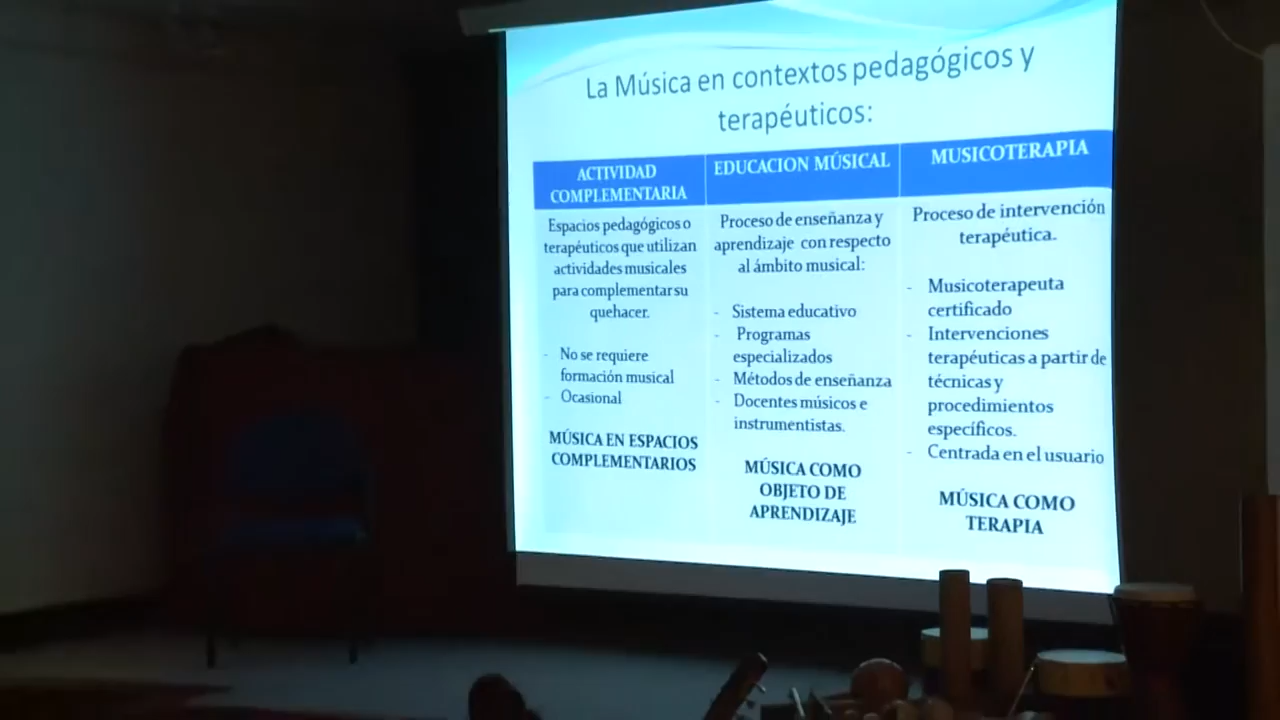 La Música en contextos pedagógicos y
terapéuticos:
ACTIVIDAD
COMPLEMENTARIA
Espacios pedagógicos o
terapéuticos que utilizan
actividades musicales
para complementar su
quehacer.
- No se requiere
formación musical
- Ocasional
MÚSICA EN ESPACIOS
COMPLEMENTARIOS
EDUCACION MÚSICAL
Proceso de enseñanza y
aprendizaje con respecto
al ámbito musical:
- Sistema educativo
- Programas
especializados
- Métodos de enseñanza
- Docentes músicos e
instrumentistas.
MÚSICA COMO
OBJETO DE
APRENDIZAJE
MUSICOTERAPIA
Proceso de intervención
terapéutica.
- Musicoterapeuta
certificado
- Intervenciones
terapéuticas a partir de
técnicas y
procedimientos
específicos.
- Centrada en el usuario
MÚSICA COMO
TERAPIA